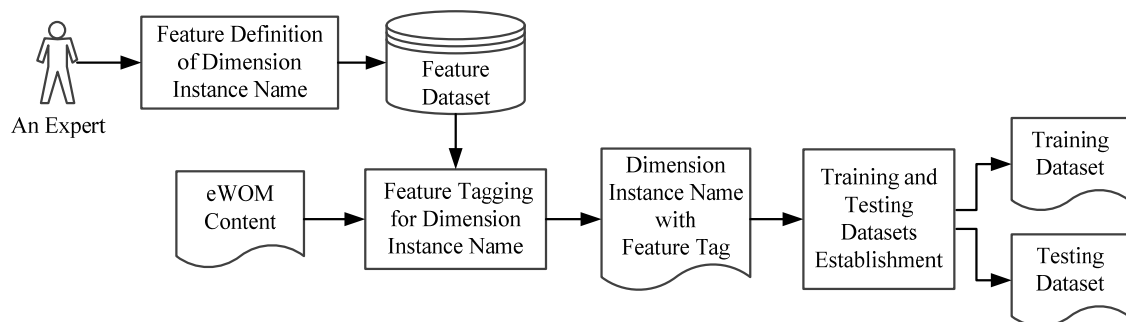 An Expert
Feature Definition
of Dimension
Instance Name
Feature
Dataset
eWOM
Content
Feature Tagging
for Dimension
Instance Name
Dimension
Instance Name
with
Feature Tag
Training and
Testing
Datasets
Establishment
Training
Dataset
Testing
Dataset